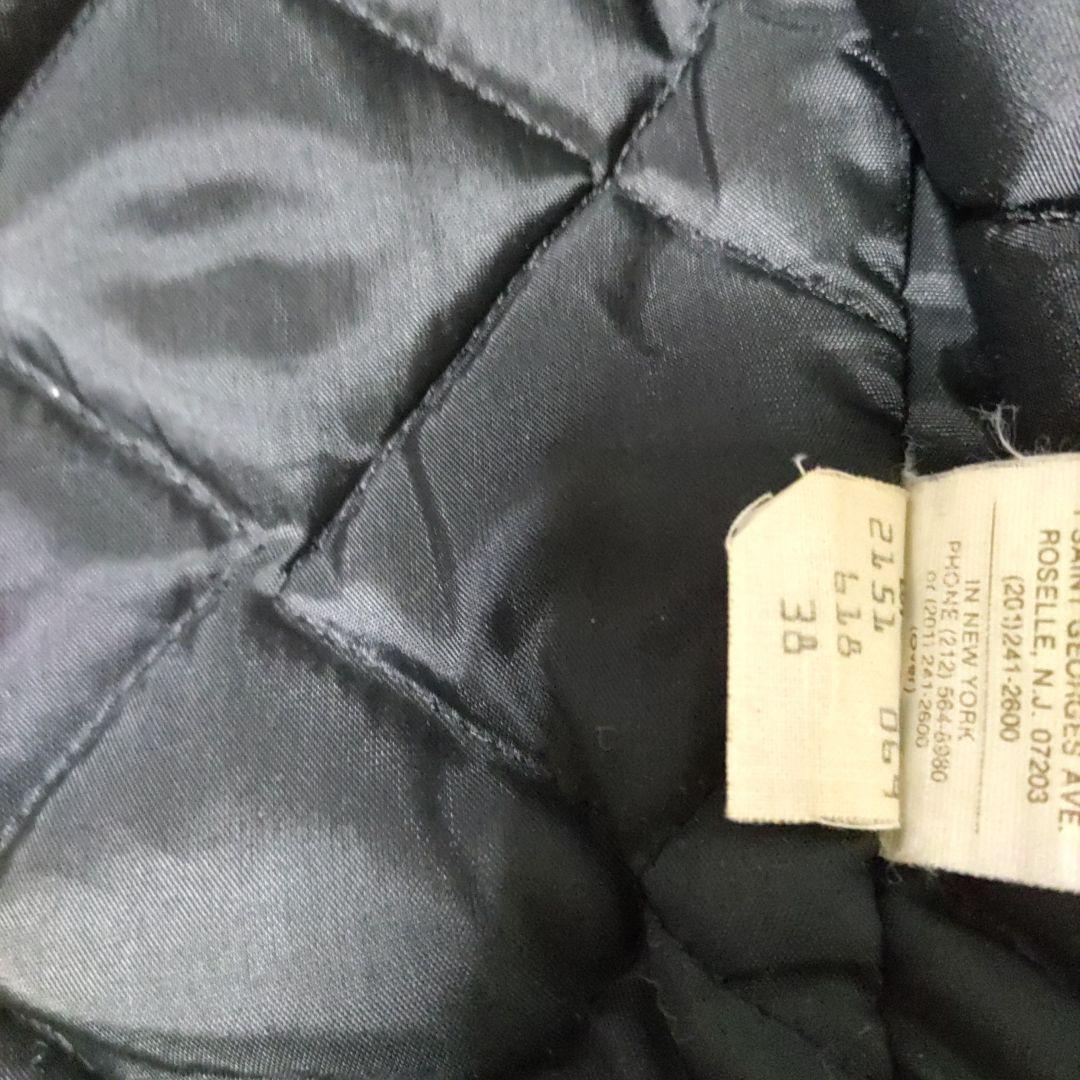 SAINT GEORGES AVE.
ROSELLE, N.J. 07203
(201)241-2600
IN NEW YORK
PHONE (212) 564-6980
or (201) 241-2600
(over)
2151 064
618
38